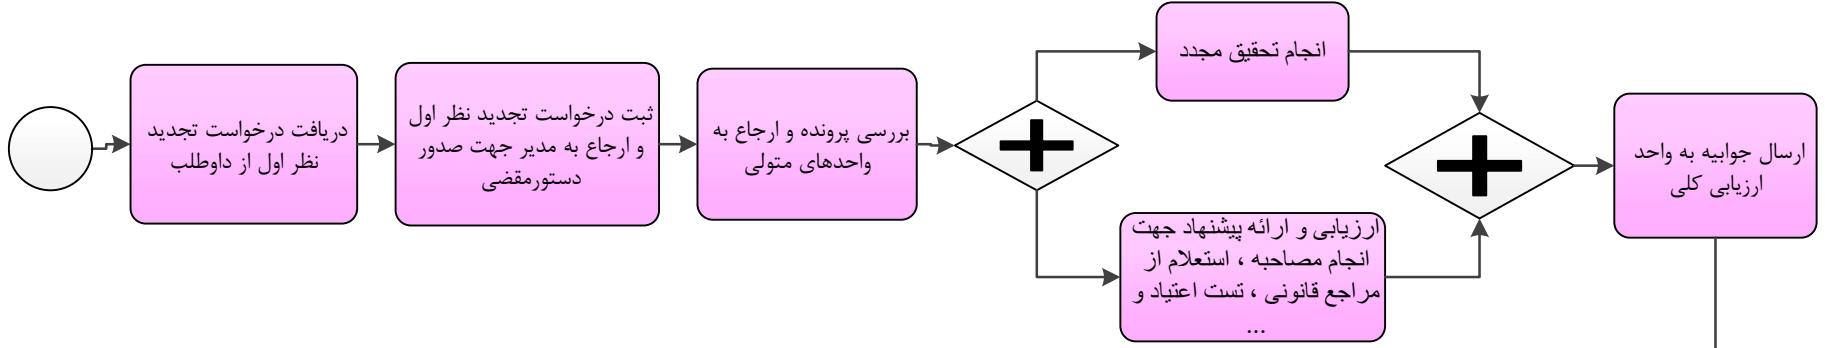 دریافت درخواست تجدید
نظر اول از داوطلب
ثبت درخواست تجدید نظر اول
و ارجاع به مدیر جهت صدور
دستورمقضی
بررسی پرونده و ارجاع به
واحدهای متولی
انجام تحقیق مجدد
ارزیابی و ارائه پیشنهاد جهت
انجام مصاحبه ، استعلام از
مراجع قانونی ، تست اعتیاد و
...
ارسال جوابیه به واحد
ارزیابی کلی